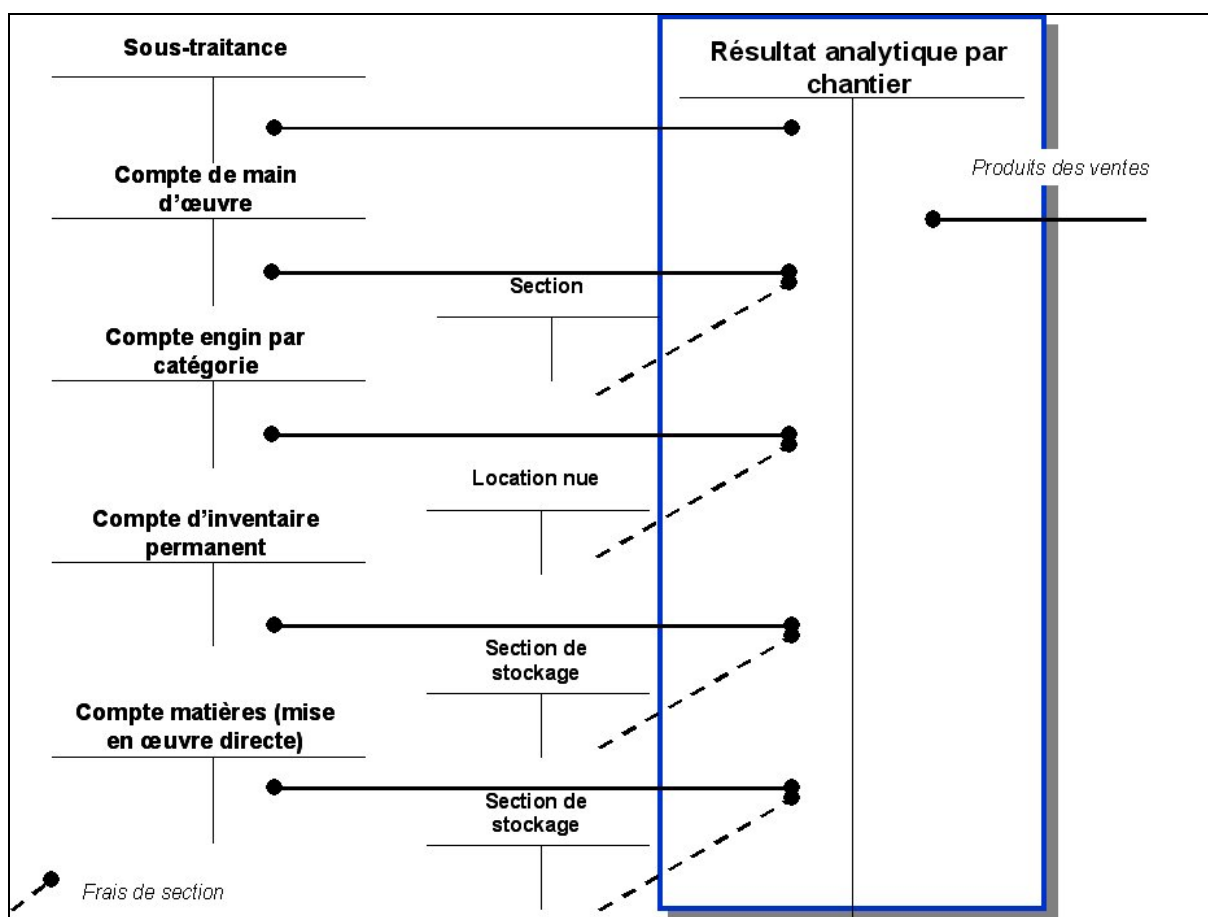 Sous-traitance
Résultat analytique par
chantier
Produits des ventes
Compte de main
d'œuvre
Section
Compte engin par
catégorie
Location nue
Compte d'inventaire
permanent
Section de
stockage
Compte matières (mise
en œuvre directe)
Section de
stockage
Frais de section